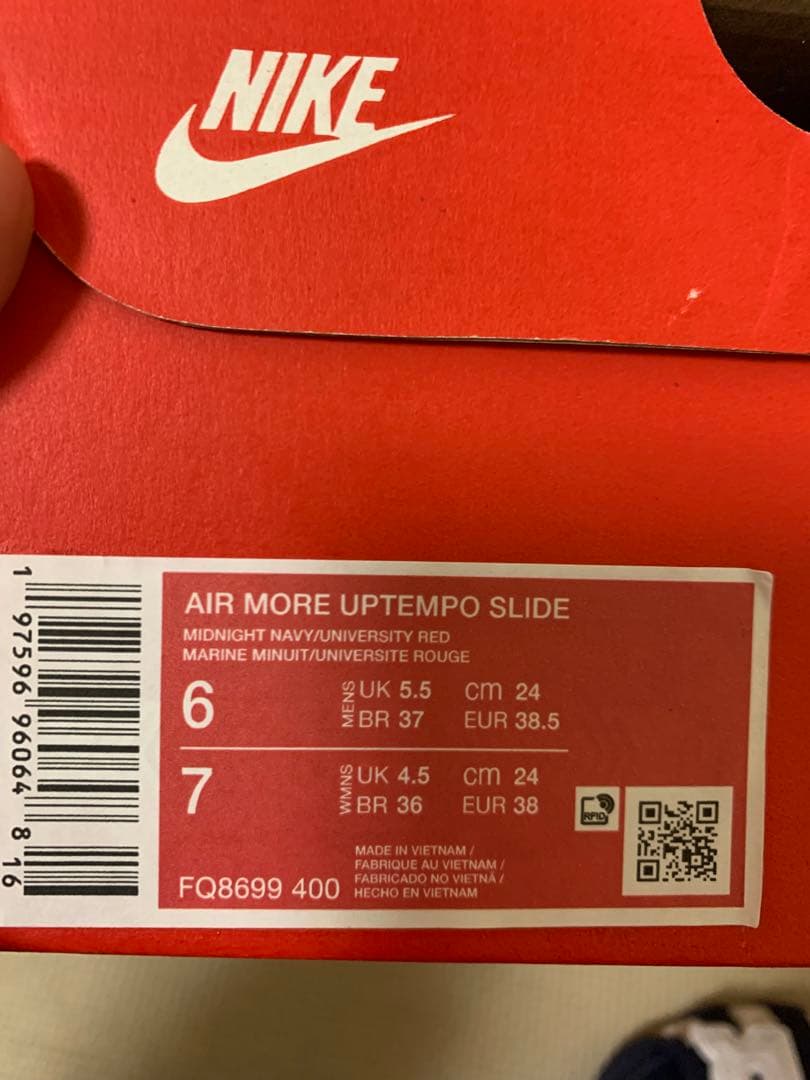 NIKE
AIR MORE UPTEMPO SLIDE
MIDNIGHT NAVY/UNIVERSITY RED
MARINE MINUIT/UNIVERSITE ROUGE
6 MENS UK 5.5 cm 24
BR 37 EUR 38.5
7 WMNS UK 4.5 cm 24
BR 36 EUR 38
RFID
MADE IN VIETNAM /
FABRIQUE AU VIETNAM /
FABRICADO NO VIETNÃ /
HECHO EN VIETNAM
FQ8699 400
1 97596 96064 8 16